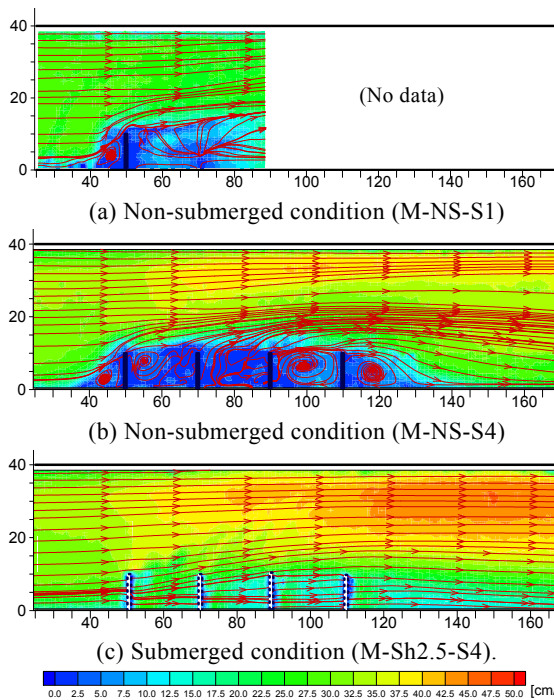 40
20
0
(No data)
40 60 80 100 120 140 160
(a) Non-submerged condition (M-NS-S1)
40
20
0
40 60 80 100 120 140 160
(b) Non-submerged condition (M-NS-S4)
40
30
20
10
0
40 60 80 100 120 140 160
(c) Submerged condition (M-Sh2.5-S4).
0.0 2.5 5.0 7.5 10.0 12.5 15.0 17.5 20.0 22.5 25.0 27.5 30.0 32.5 35.0 37.5 40.0 42.5 45.0 47.5 50.0 [cm